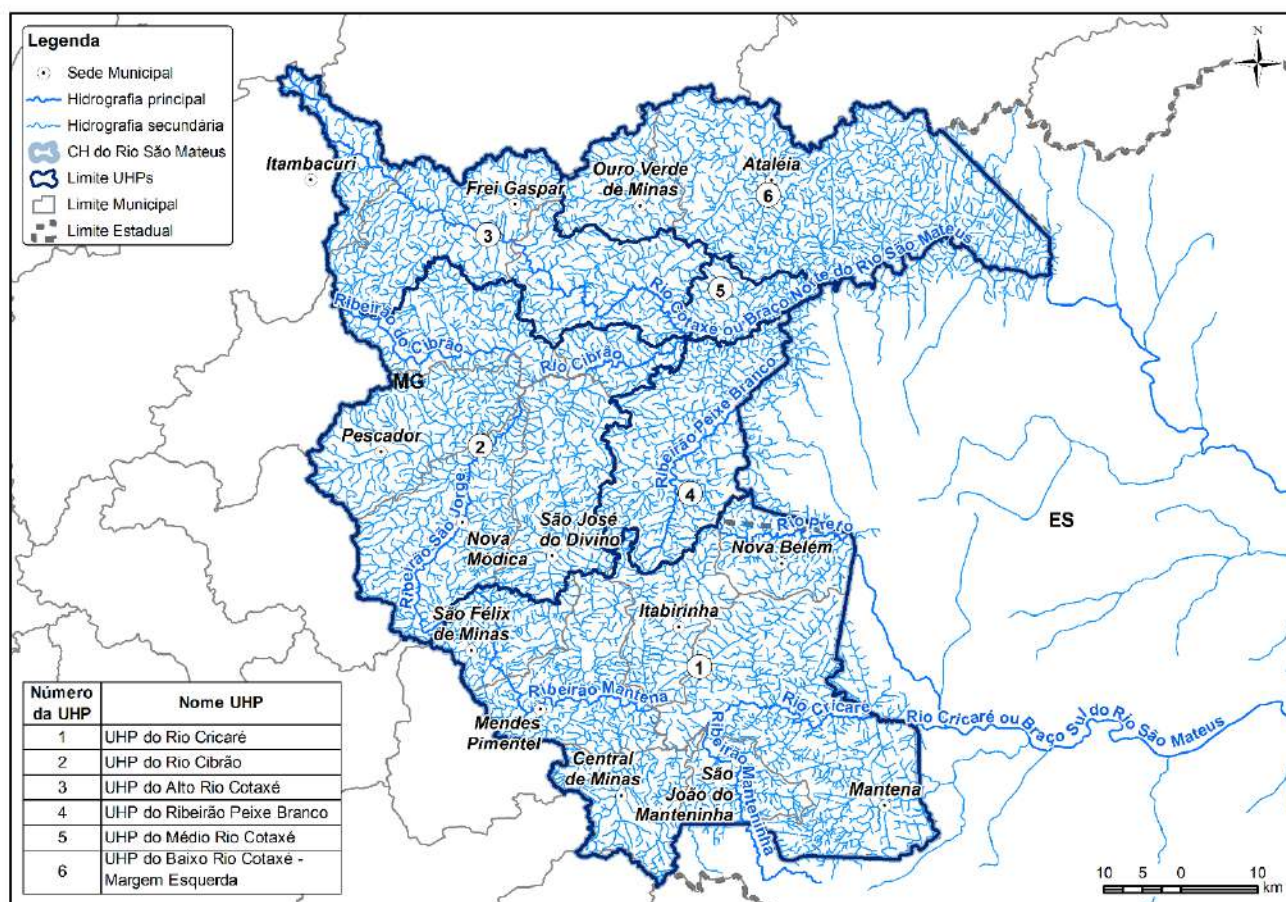 Legenda
Sede Municipal
Hidrografia principal
Hidrografia secundária
CH do Rio São Mateus
Limite UHPs
Limite Municipal
Limite Estadual
N
Itambacuri
Frei Gaspar
Ouro Verde
de Minas
Ataléia
6
3
5
Rio Cotaxé ou Braço Norte do Rio São Mateus
Ribeirão do Cibrão
Rio Cibrão
MG
Ribeirão Peixe Branco
Pescador
2
4
Ribeirão São Jorge
Nova
Módica
São José
do Divino
Rio Preto
Nova Belém
ES
São Félix
de Minas
Itabirinha
1
Ribeirão Mantena
Rio Cricaré
Rio Cricaré ou Braço Sul do Rio São Mateus
Mendes
Pimentel
Central
de Minas
Ribeirão Manteninha
São
João do
Manteninha
Mantena
Número da UHP Nome UHP
1 UHP do Rio Cricaré
2 UHP do Rio Cibrão
3 UHP do Alto Rio Cotaxé
4 UHP do Ribeirão Peixe Branco
5 UHP do Médio Rio Cotaxé
6 UHP do Baixo Rio Cotaxé -
Margem Esquerda
10 5 0 10
km